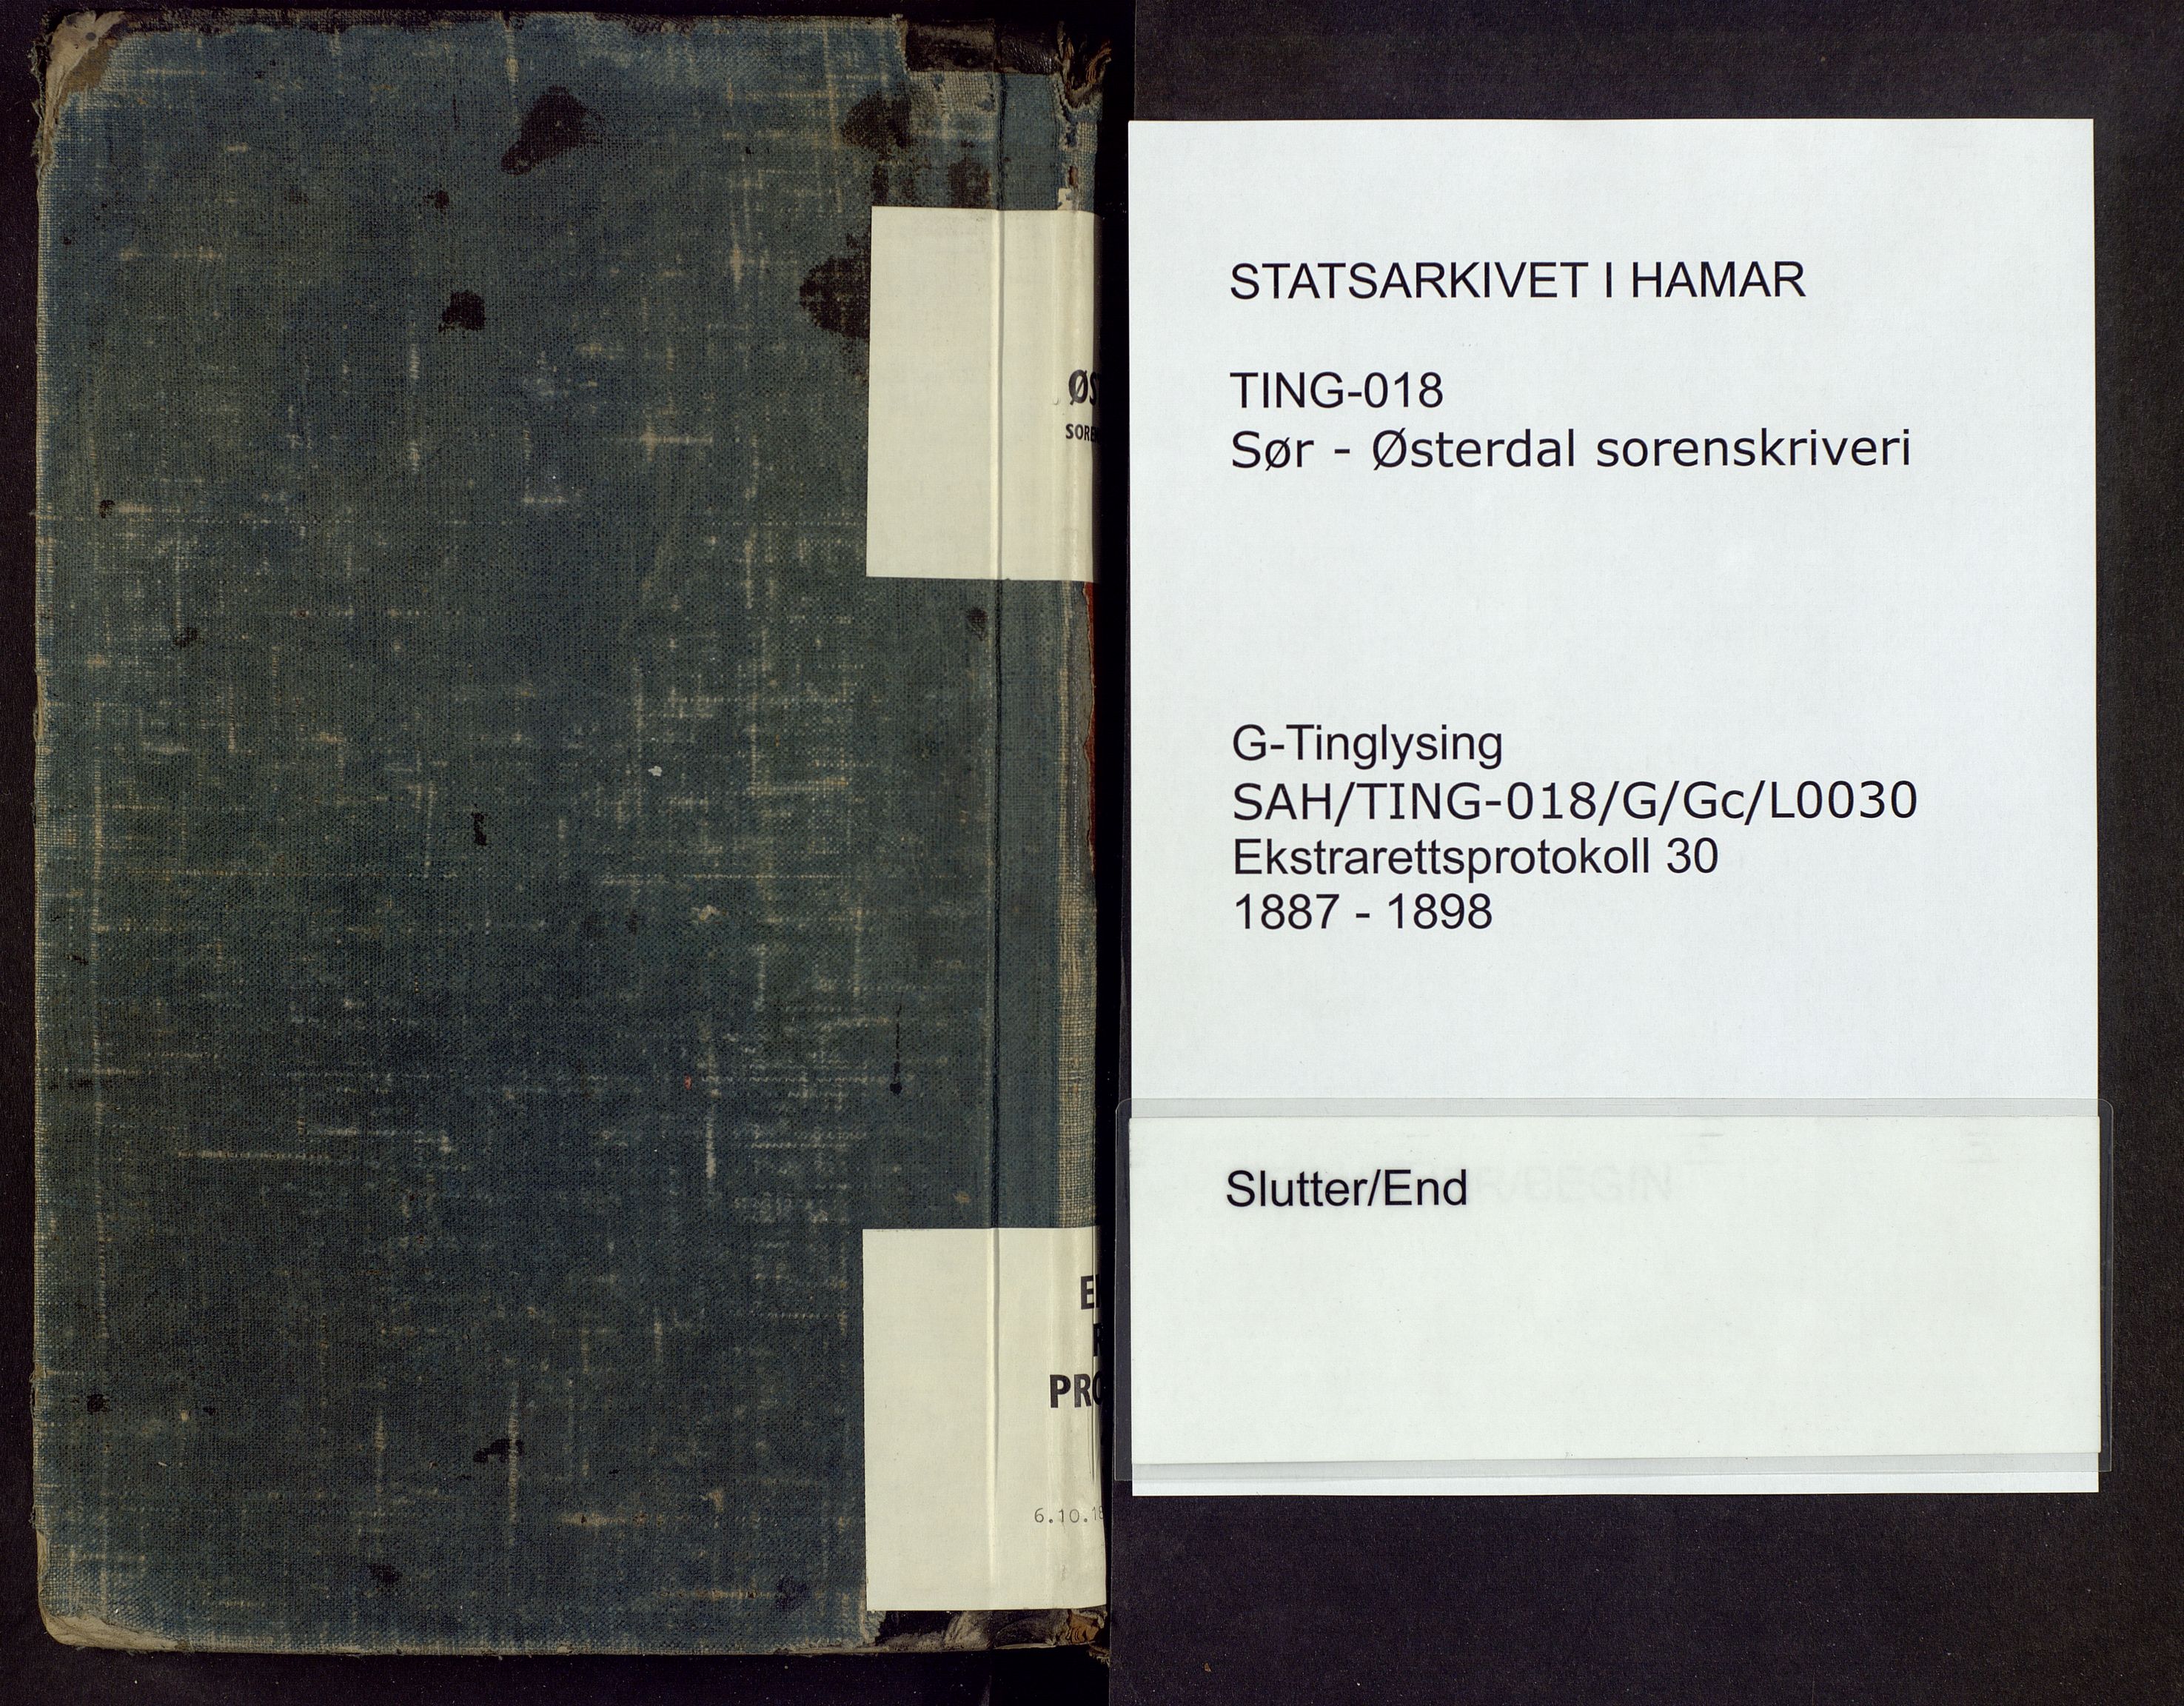 STATSARKIVET I HAMAR
TING-018
Sør - Østerdal sorenskriveri
G-Tinglysing
SAH/TING-018/G/Gc/L0030
Ekstrarettsprotokoll 30
1887 - 1898
Slutter/End